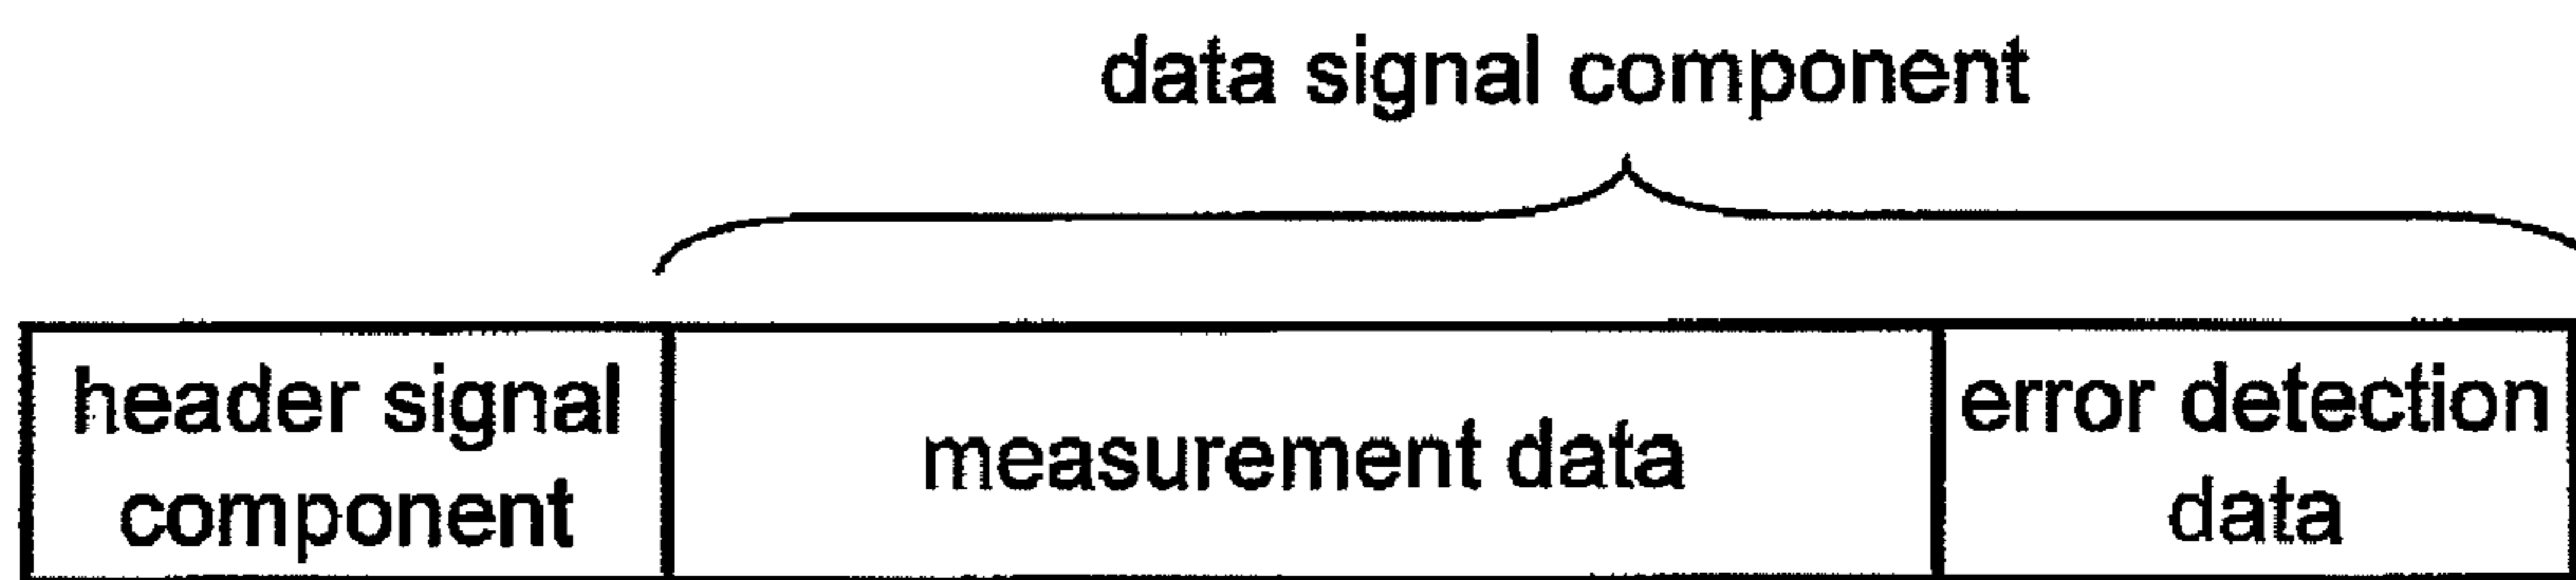 data signal component
header signal
component
measurement data
error detection
data